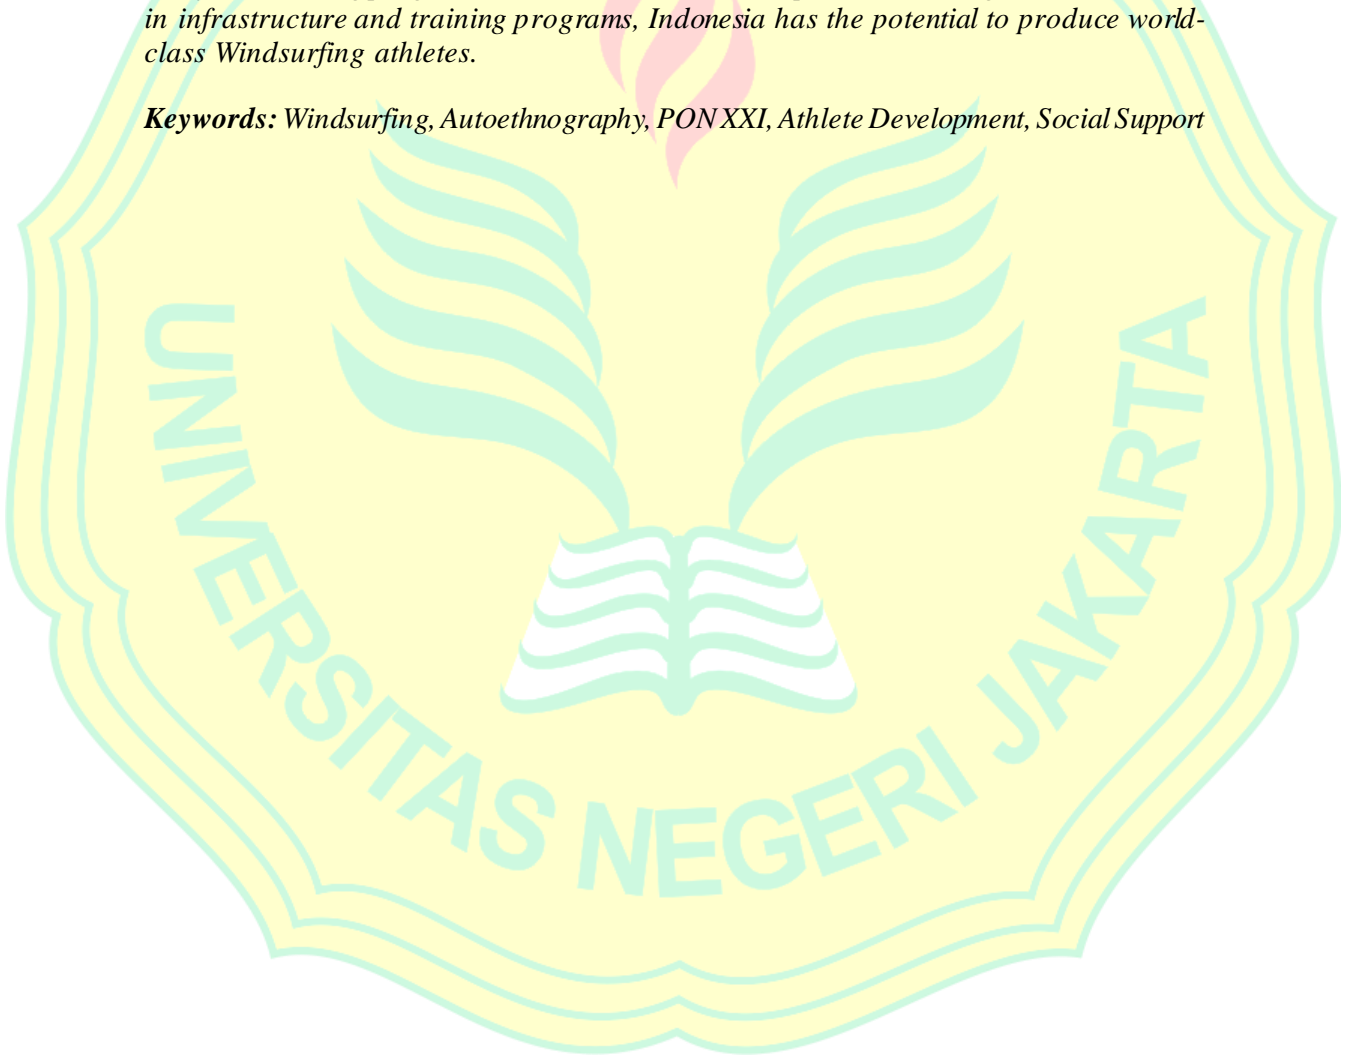 in infrastructure and training programs, Indonesia has the potential to produce world-
class Windsurfing athletes.
Keywords: Windsurfing, Autoethnography, PON XXI, Athlete Development, Social Support
UNIVERSITAS NEGERI JAKARTA